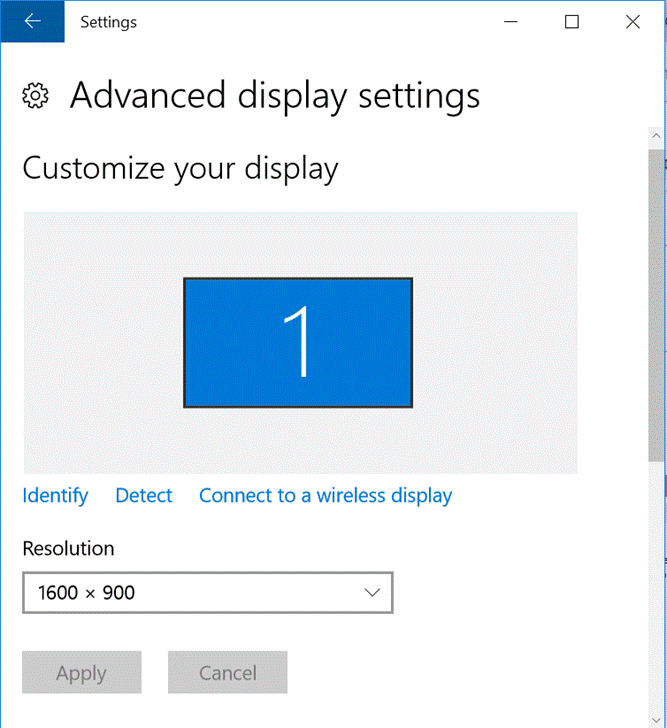 Settings
Advanced display settings
Customize your display
1
Identify Detect Connect to a wireless display
Resolution
1600 × 900
Apply Cancel